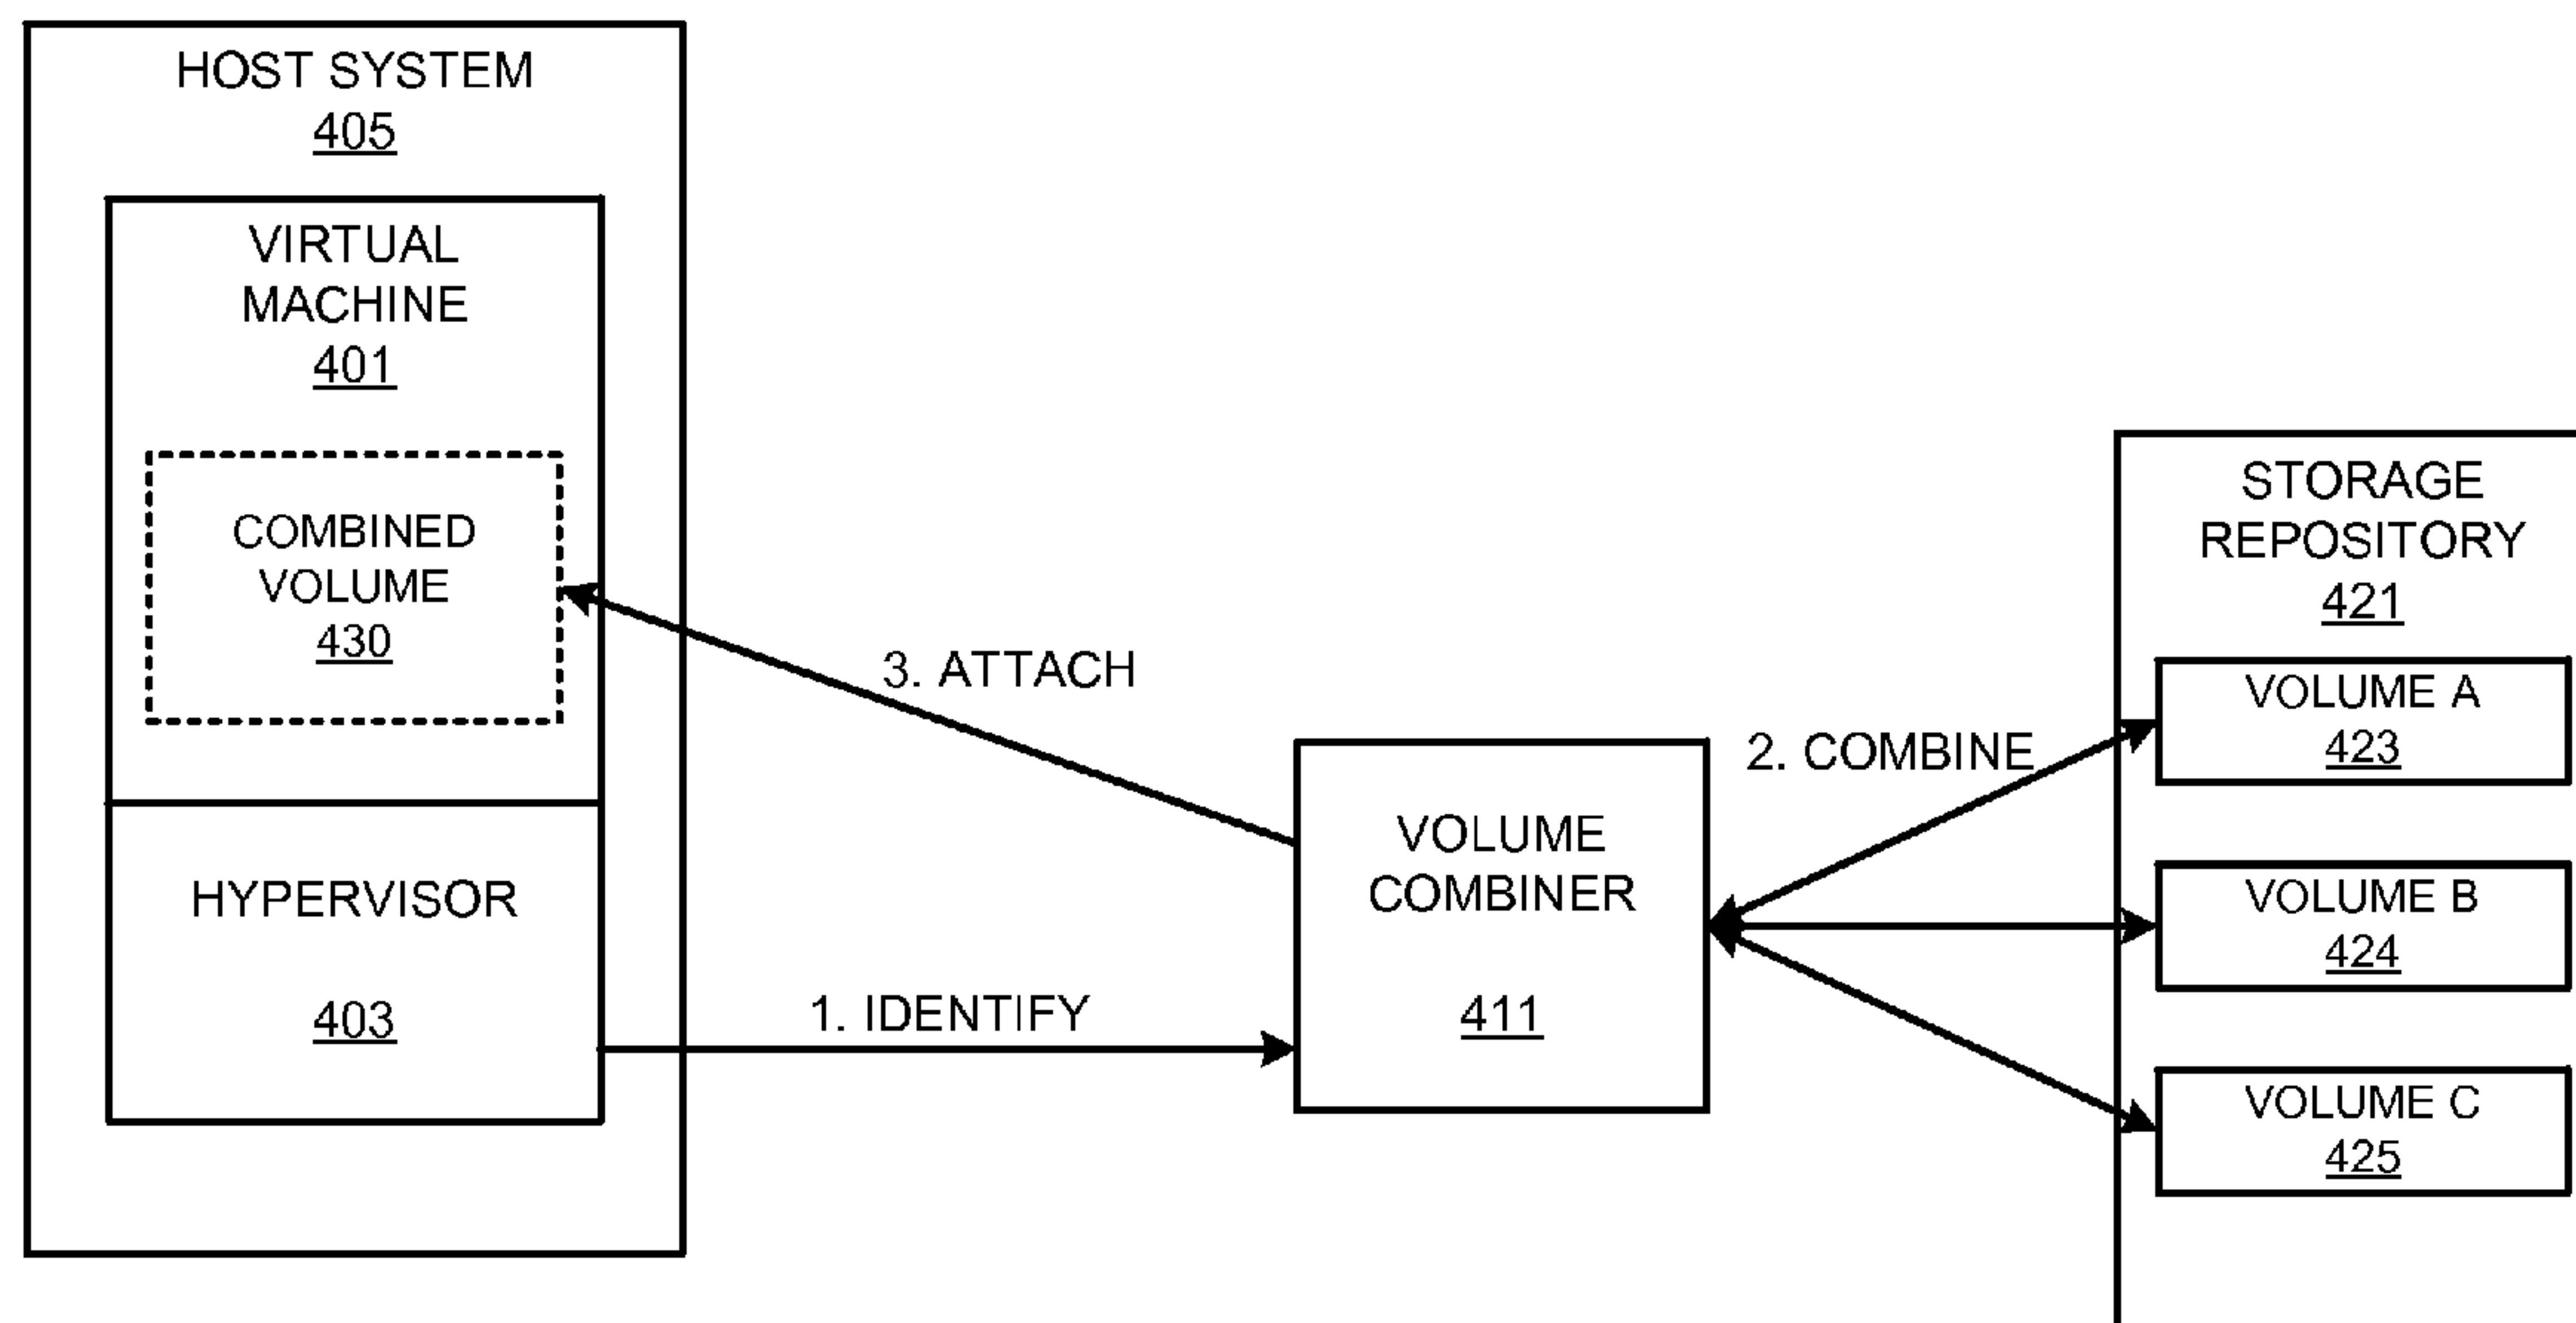 HOST SYSTEM
405
VIRTUAL
MACHINE
401
COMBINED
VOLUME
430
HYPERVISOR
403
3. ATTACH
1. IDENTIFY
VOLUME
COMBINER
411
2. COMBINE
STORAGE
REPOSITORY
421
VOLUME A
423
VOLUME B
424
VOLUME C
425